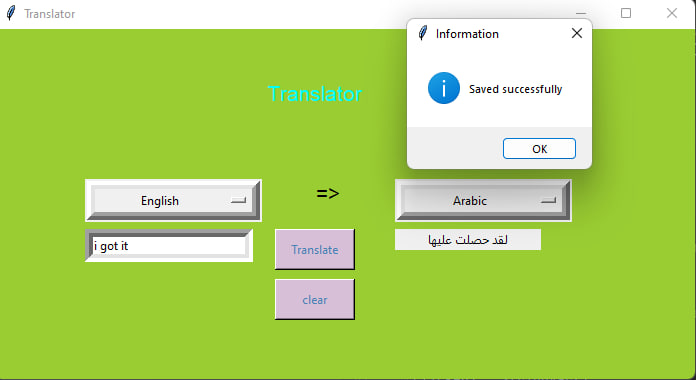 Translator
Information
Saved successfully
OK
Translator
English
=>
Arabic
i got it
Translate
لقد حصلت عليها
clear